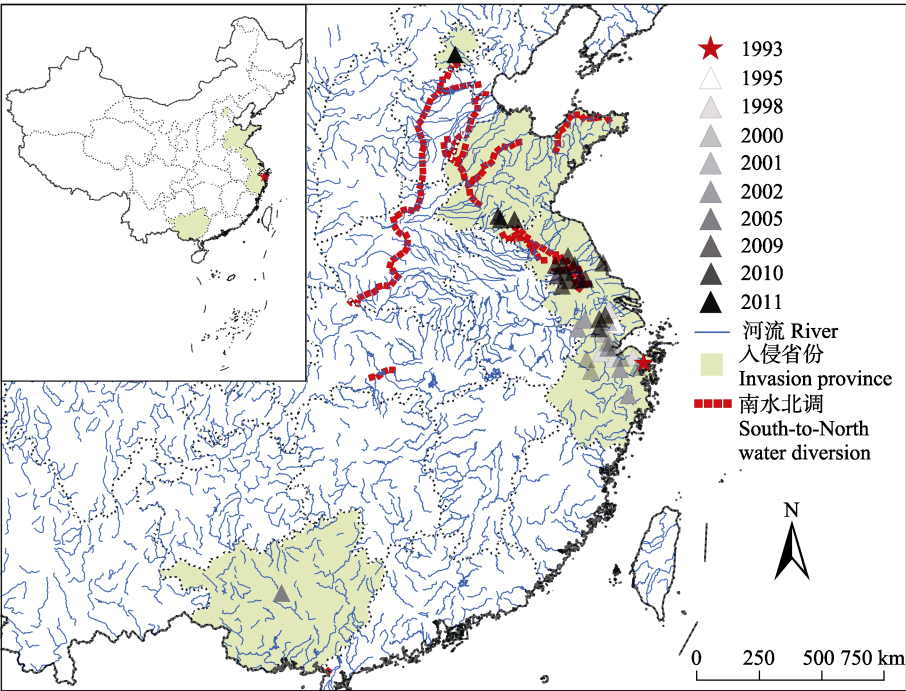 1993
1995
1998
2000
2001
2002
2005
2009
2010
2011
河流 River
入侵省份
Invasion province
南水北调
South-to-North
water diversion
N
0 250 500 750 km